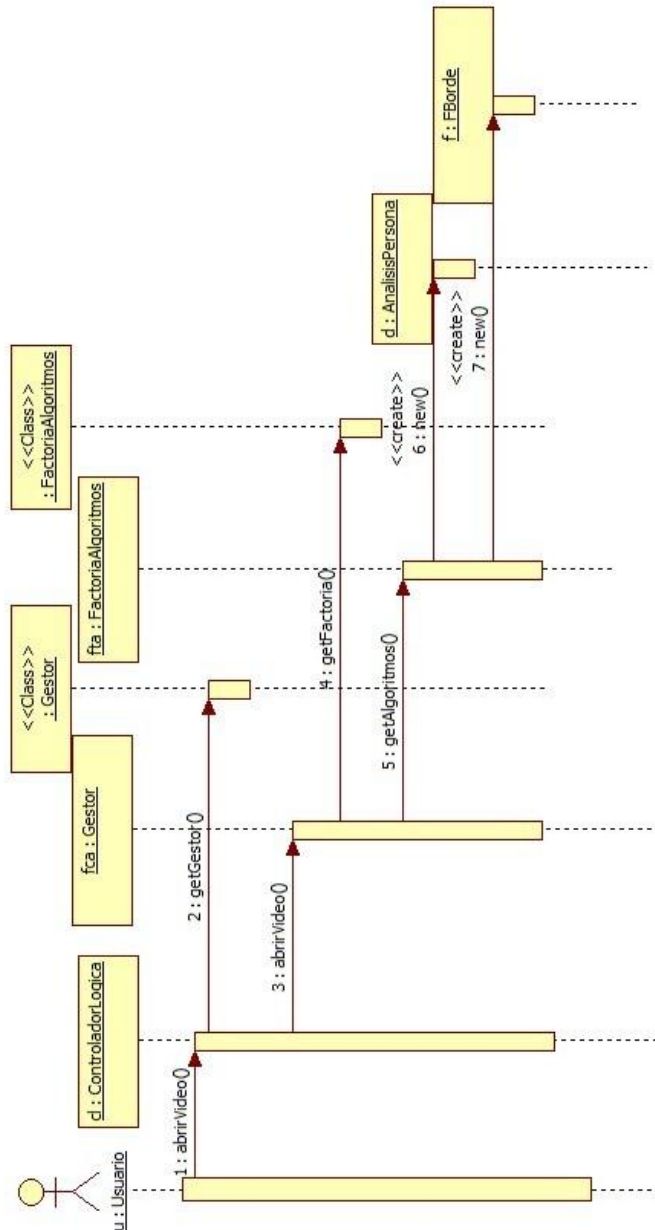 u : Usuario
d : ControladorLogica
fca : Gestor
<<Class>>
: Gestor
fta : FactoriaAlgoritmos
<<Class>>
: FactoriaAlgoritmos
d : AnalisisPersona
f : FBorde
1 : abrirVideo()
2 : getGestor()
3 : abrirVideo()
4 : getFactoria()
5 : getAlgoritmos()
<<create>>
6 : new()
<<create>>
7 : new()